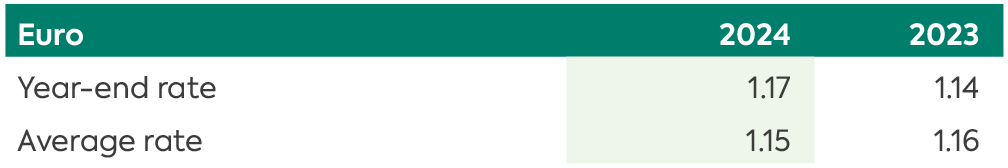 Euro 2024 2023
Year-end rate 1.17 1.14
Average rate 1.15 1.16